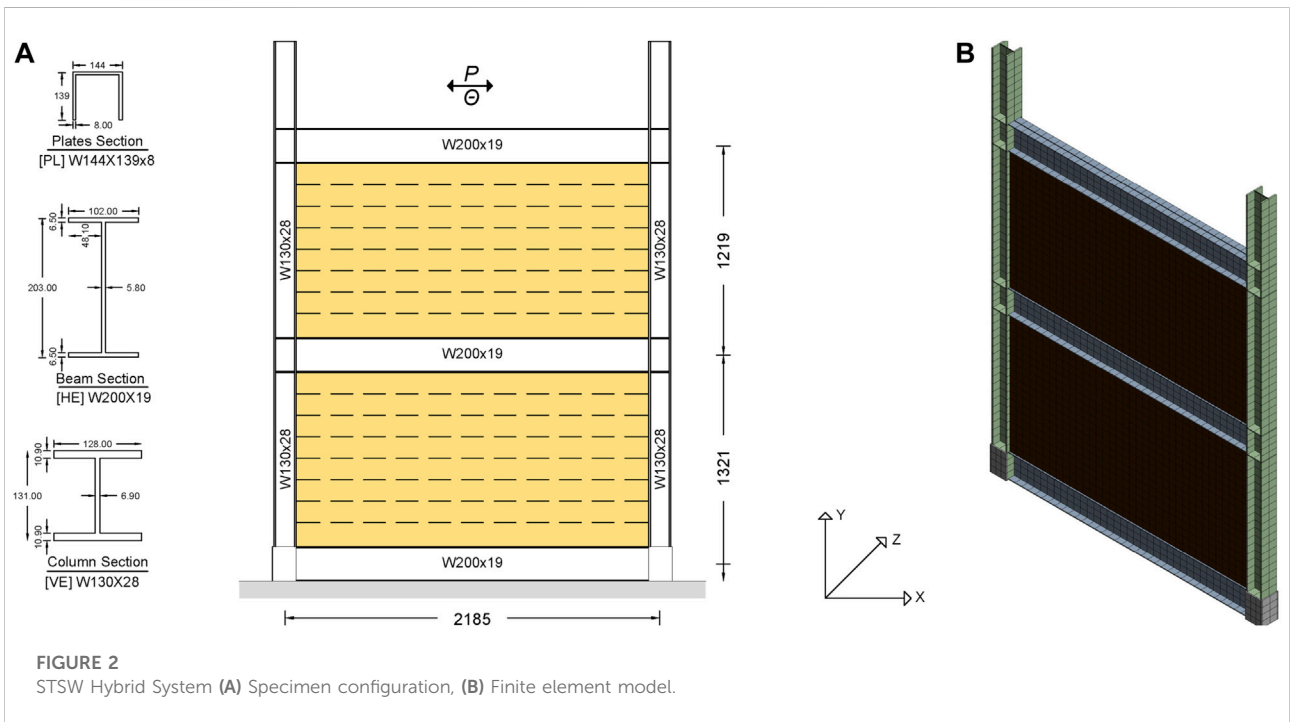 A
144
139
8.00
Plates Section
[PL] W144X139x8
102.00
6.50
48.10
203.00
5.80
6.50
Beam Section
[HE] W200X19
128.00
10.90
131.00
6.90
10.90
Column Section
[VE] W130X28
P
Θ
W200x19
W130x28
W130x28
1219
W200x19
W130x28
W130x28
1321
W200x19
2185
Y
Z
X
B
FIGURE 2
STSW Hybrid System (A) Specimen configuration, (B) Finite element model.